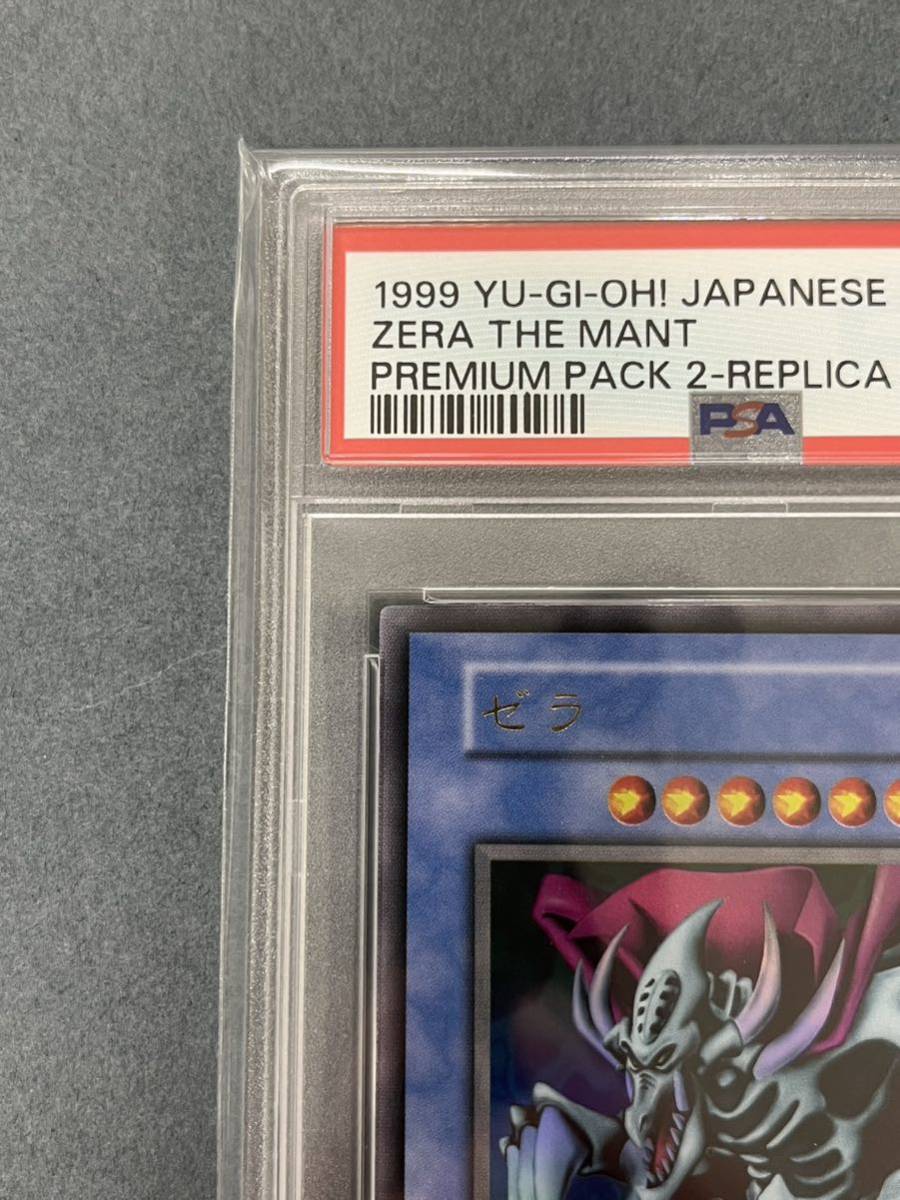 1999 YU-GI-OH! JAPANESE
ZERA THE MANT
PREMIUM PACK 2-REPLICA
PSA
ゼラ